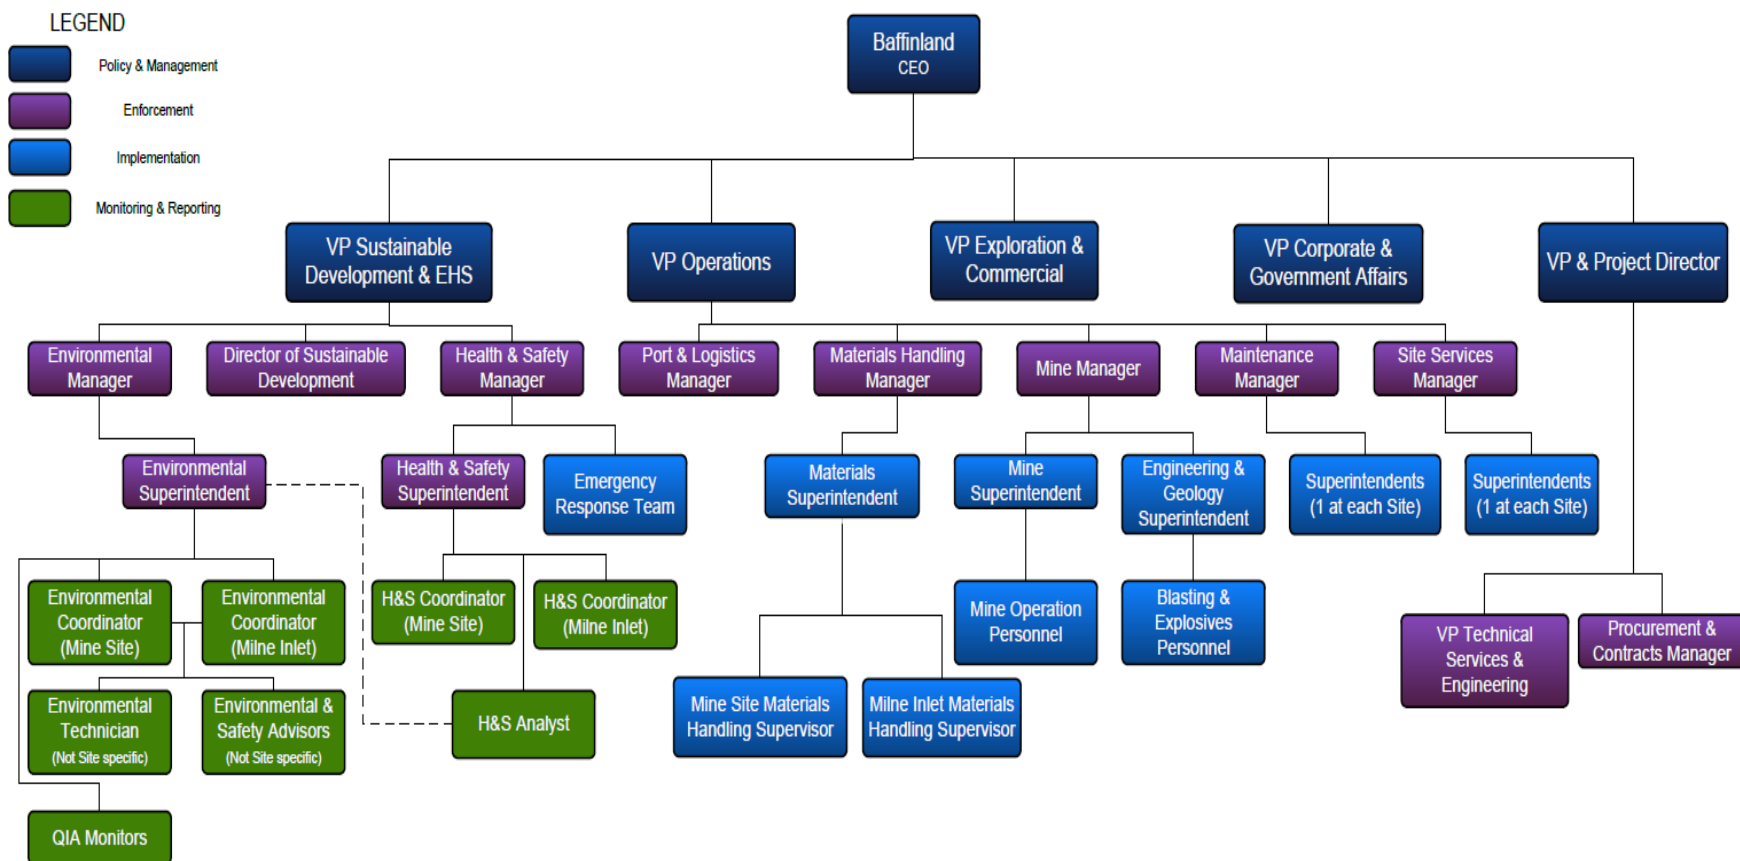 LEGEND
Policy & Management
Enforcement
Implementation
Monitoring & Reporting
Baffinland
CEO
VP Sustainable
Development & EHS
VP Operations
VP Exploration &
Commercial
VP Corporate &
Government Affairs
VP & Project Director
Environmental
Manager
Director of Sustainable
Development
Health & Safety
Manager
Port & Logistics
Manager
Materials Handling
Manager
Mine Manager
Maintenance
Manager
Site Services
Manager
Environmental
Superintendent
Health & Safety
Superintendent
Emergency
Response Team
Materials
Superintendent
Mine
Superintendent
Engineering &
Geology
Superintendent
Superintendents
(1 at each Site)
Superintendents
(1 at each Site)
Environmental
Coordinator
(Mine Site)
Environmental
Coordinator
(Milne Inlet)
H&S Coordinator
(Mine Site)
H&S Coordinator
(Milne Inlet)
Mine Operation
Personnel
Blasting &
Explosives
Personnel
VP Technical
Services &
Engineering
Procurement &
Contracts Manager
Environmental
Technician
(Not Site specific)
Environmental &
Safety Advisors
(Not Site specific)
H&S Analyst
Mine Site Materials
Handling Supervisor
Milne Inlet Materials
Handling Supervisor
QIA Monitors